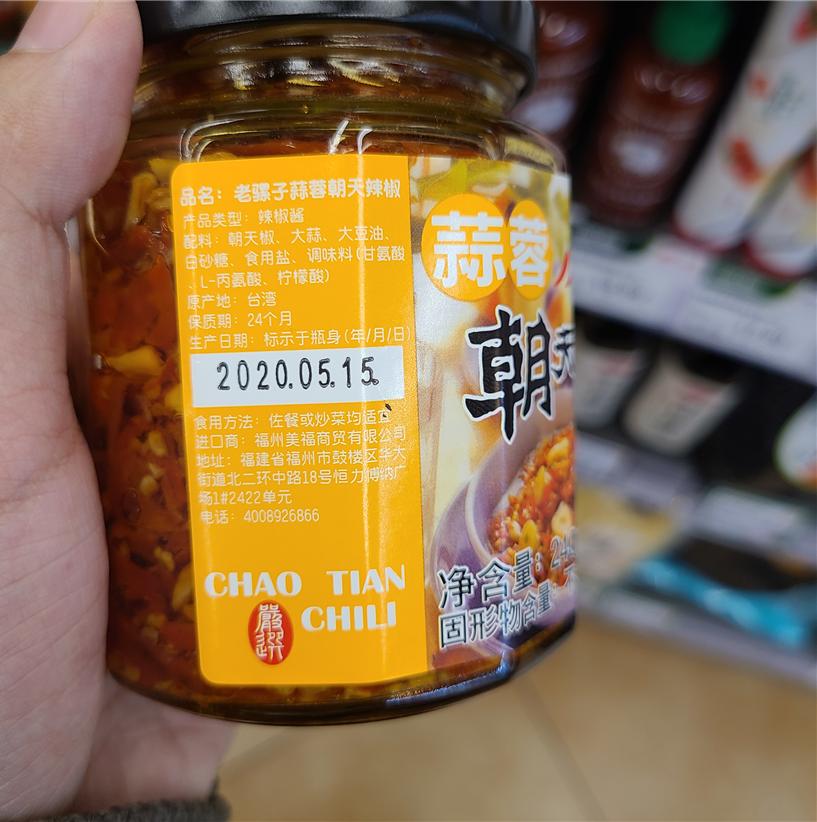 品名：老骡子蒜蓉朝天辣椒
产品类型：辣椒酱
配料：朝天椒、大蒜、大豆油、
白砂糖、食用盐、调味料(甘氨酸
、L-丙氨酸、柠檬酸)
原产地：台湾
保质期：24个月
生产日期：标示于瓶身(年/月/日)
2020.05.15.
食用方法：佐餐或炒菜均适宜
进口商：福州美福商贸有限公司
地址：福建省福州市鼓楼区华大
街道北二环中路18号恒力博纳广
场1#2422单元
电话：4008926866
CHAO TIAN
CHILI
嚴選
蒜蓉
朝天
净含量：24
固形物含量